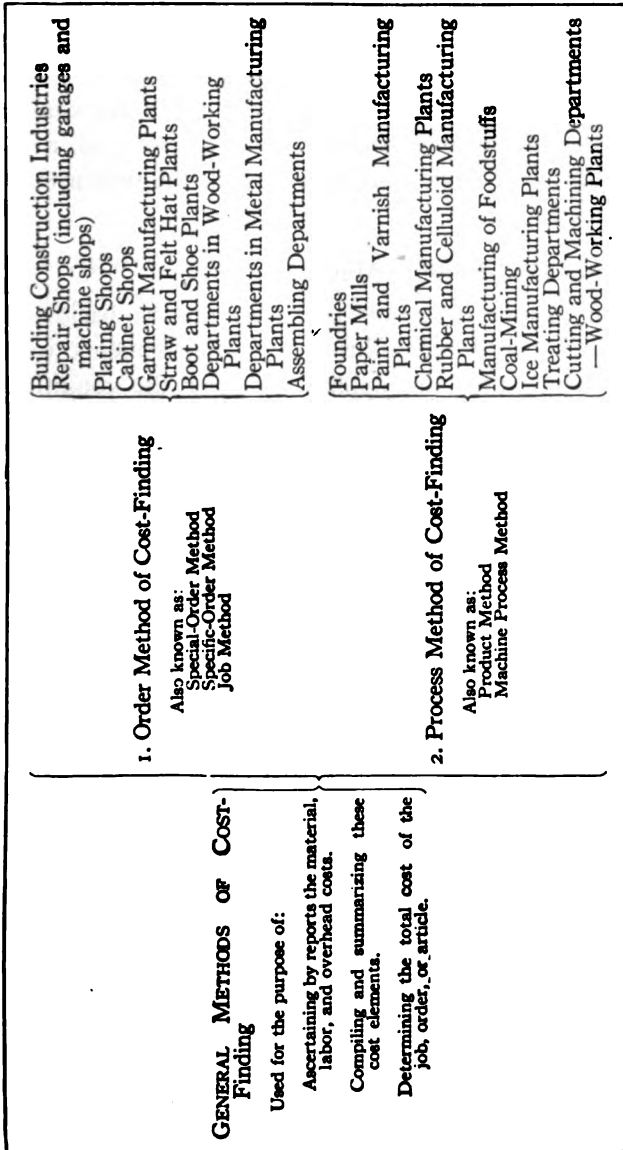 GENERAL METHODS OF COST-
Finding
Used for the purpose of:
Ascertaining by reports the material,
labor, and overhead costs.
Compiling and summarizing these
cost elements.
Determining the total cost of the
job, order, or article.
1. Order Method of Cost-Finding
Also known as:
Special-Order Method
Specific-Order Method
Job Method
Building Construction Industries
Repair Shops (including garages and
machine shops)
Plating Shops
Cabinet Shops
Garment Manufacturing Plants
Straw and Felt Hat Plants
Boot and Shoe Plants
Departments in Wood-Working
Plants
Departments in Metal Manufacturing
Plants
Assembling Departments
2. Process Method of Cost-Finding
Also known as:
Product Method
Machine Process Method
Foundries
Paper Mills
Paint and Varnish Manufacturing
Plants
Chemical Manufacturing Plants
Rubber and Celluloid Manufacturing
Plants
Manufacturing of Foodstuffs
Coal-Mining
Ice Manufacturing Plants
Treating Departments
Cutting and Machining Departments
—Wood-Working Plants